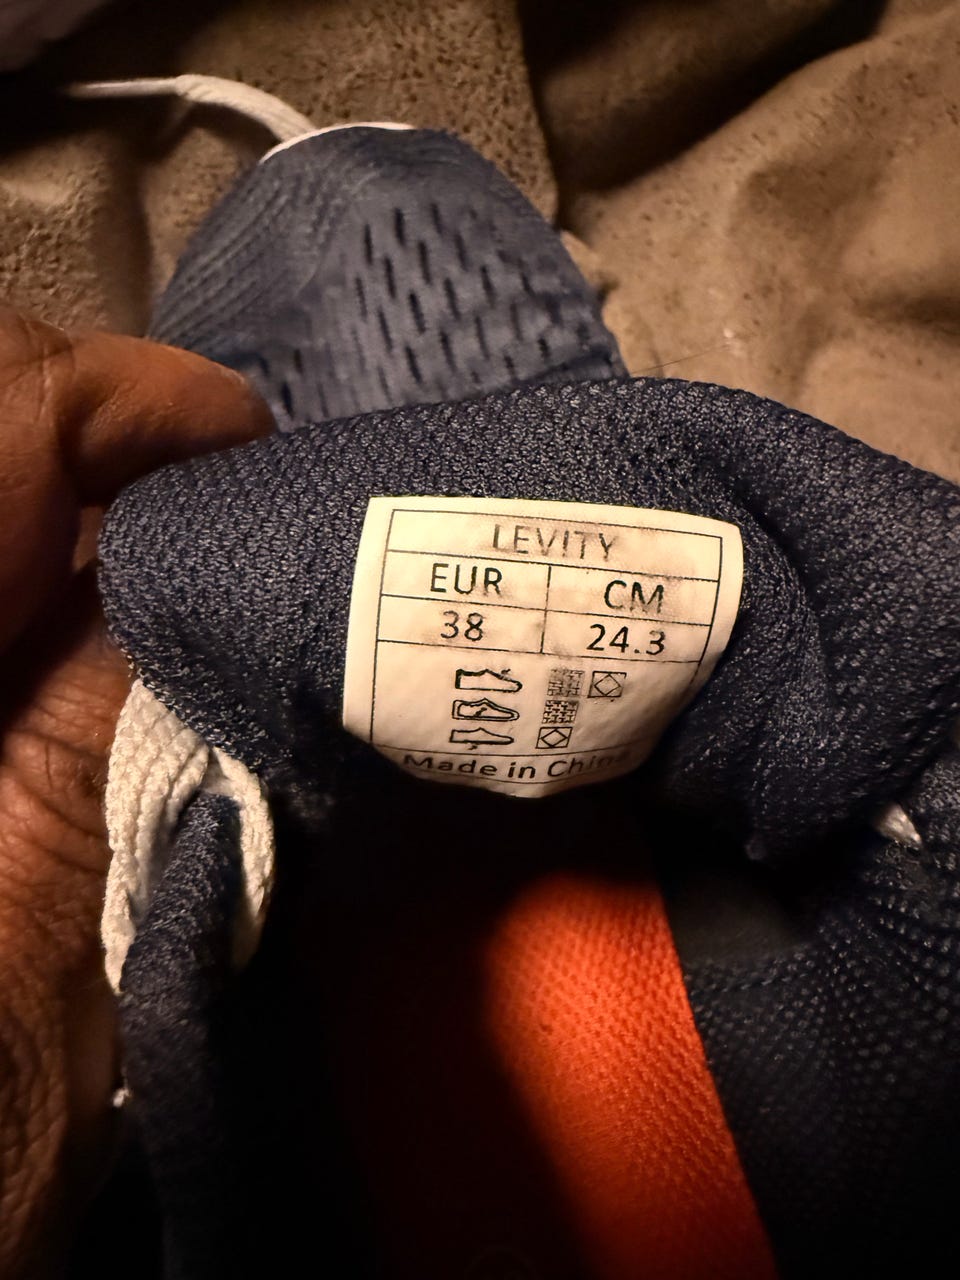 LEVITY
EUR CM
38 24.3
Made in China